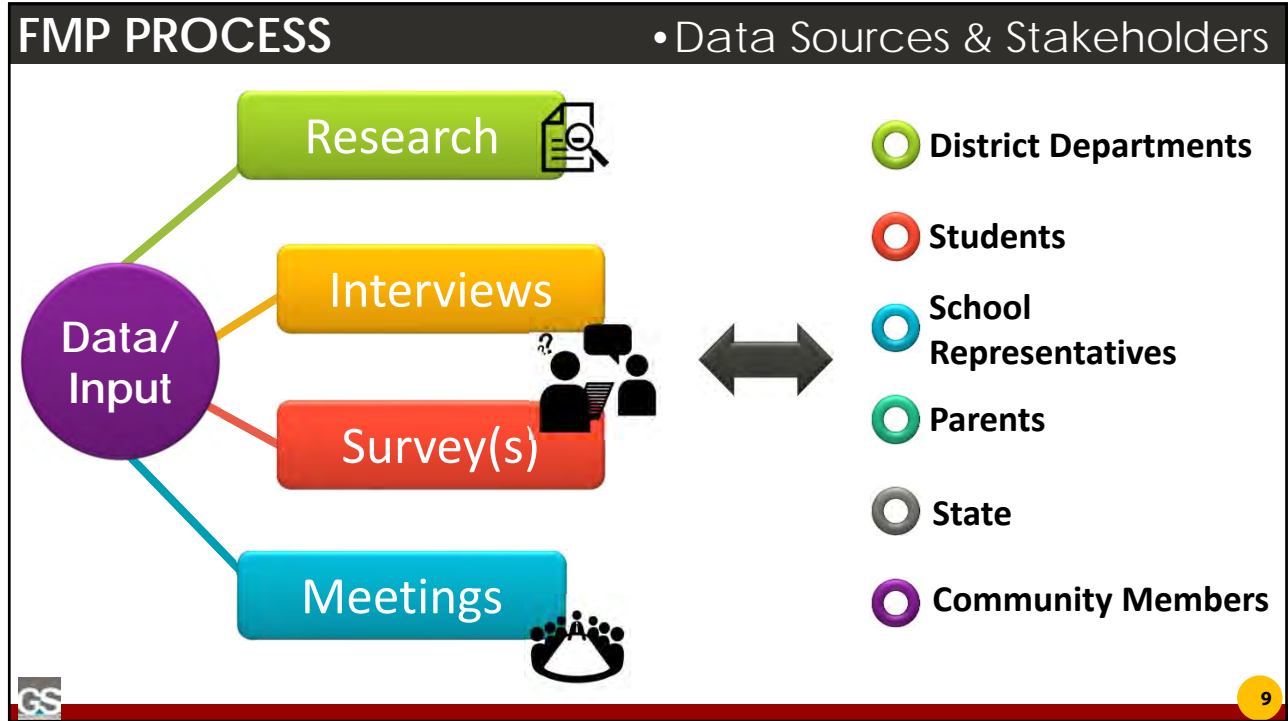 FMP PROCESS
•Data Sources & Stakeholders
Data/
Input
Research
Interviews
??
Survey(s)
Meetings
District Departments
Students
School
Representatives
Parents
State
Community Members
GS
9